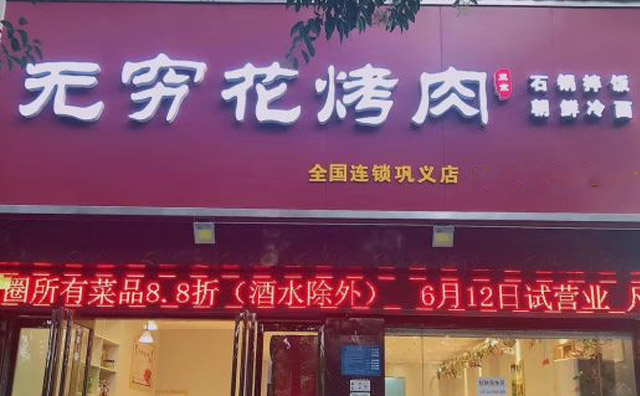 无穷花烤肉
石锅拌饭
朝鲜冷面
全国连锁巩义店
圈所有菜品8.8折（酒水除外） 6月12日试营业 凡